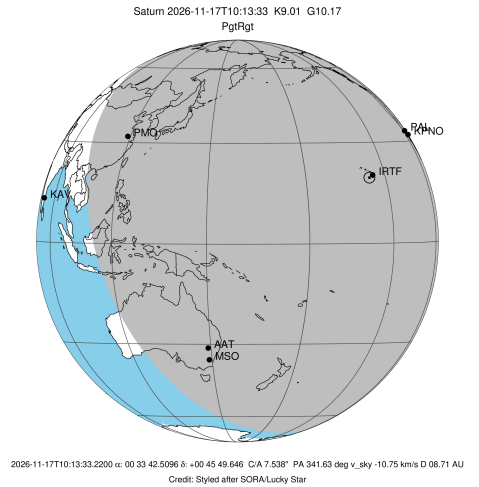 Saturn 2026-11-17T10:13:33 K9.01 G10.17
PgtRgt
PAL
KPNO
PMO
IRTF
KAV
AAT
MSO
2026-11-17T10:13:33.2200 α: 00 33 42.5096 δ: +00 45 49.646 C/A 7.538" PA 341.63 deg v_sky -10.75 km/s D 08.71 AU
Credit: Styled after SORA/Lucky Star